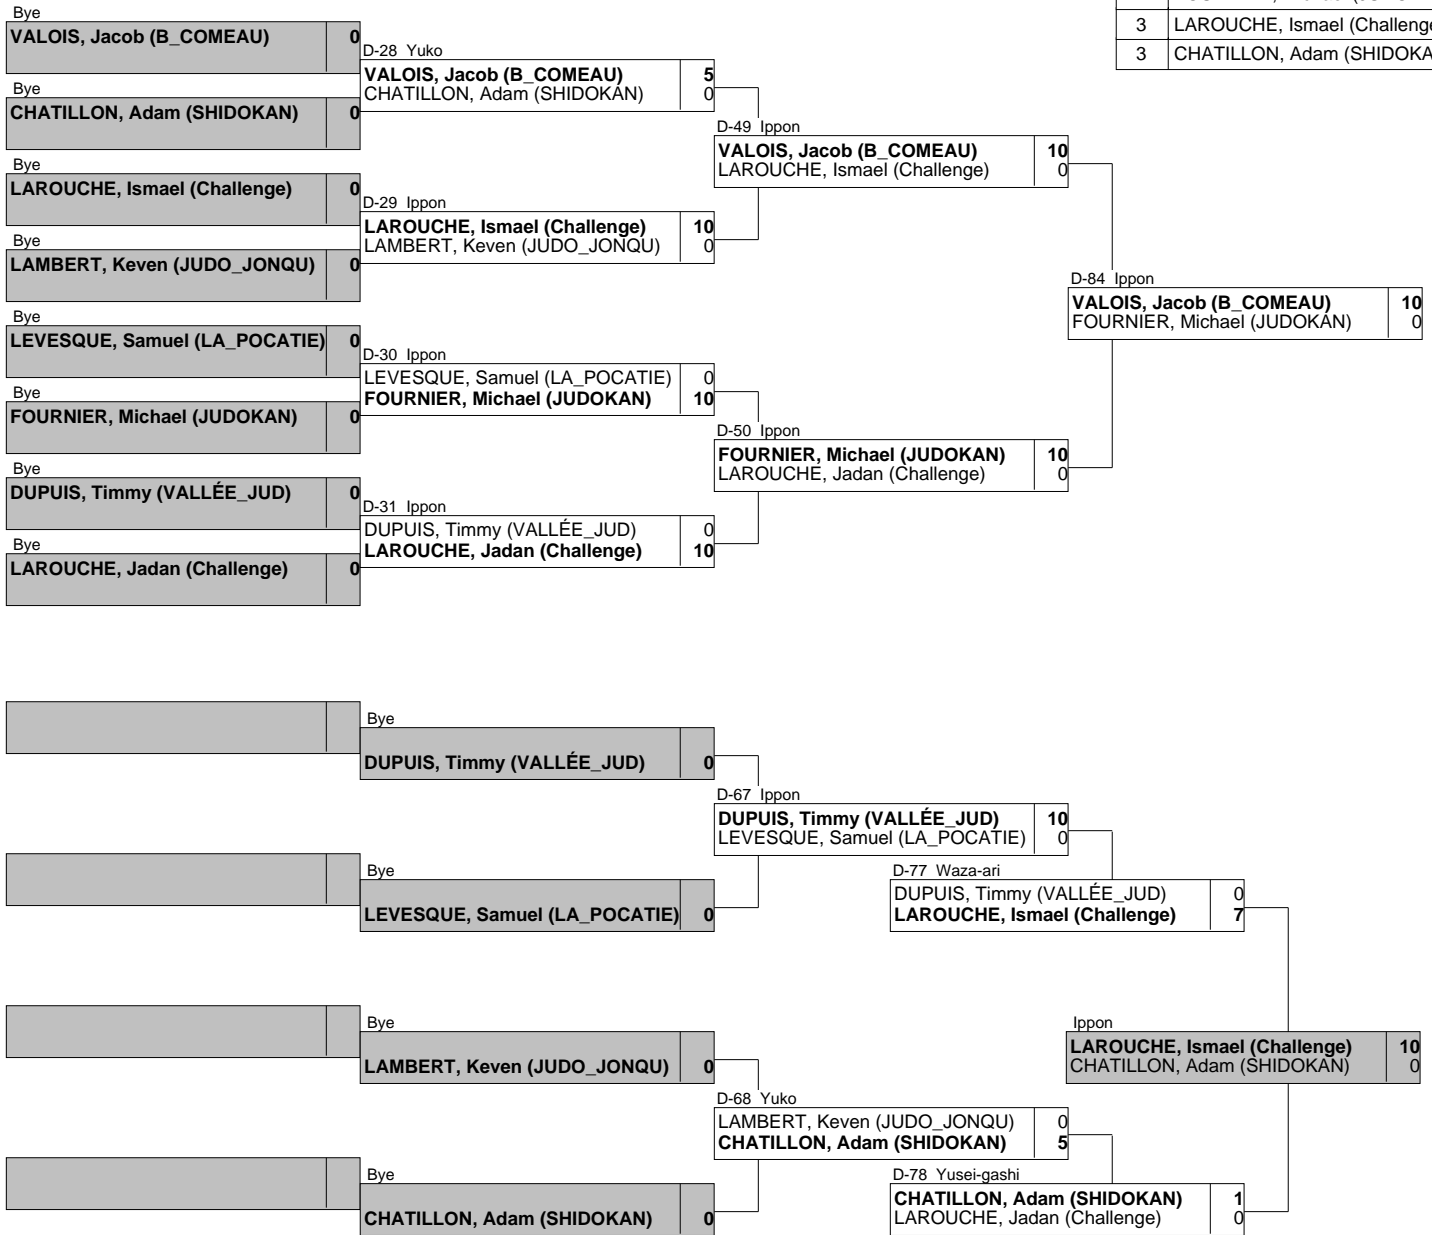 3 LAROUCHE, Ismael (Challenge
3 CHATILLON, Adam (SHIDOKA
Bye
VALOIS, Jacob (B_COMEAU) 0
Bye
CHATILLON, Adam (SHIDOKAN) 0
Bye
LAROUCHE, Ismael (Challenge) 0
Bye
LAMBERT, Keven (JUDO_JONQU) 0
Bye
LEVESQUE, Samuel (LA_POCATIE) 0
Bye
FOURNIER, Michael (JUDOKAN) 0
Bye
DUPUIS, Timmy (VALLÉE_JUD) 0
Bye
LAROUCHE, Jadan (Challenge) 0
D-28 Yuko
VALOIS, Jacob (B_COMEAU) 5
CHATILLON, Adam (SHIDOKAN) 0
D-29 Ippon
LAROUCHE, Ismael (Challenge) 10
LAMBERT, Keven (JUDO_JONQU) 0
D-30 Ippon
LEVESQUE, Samuel (LA_POCATIE) 0
FOURNIER, Michael (JUDOKAN) 10
D-31 Ippon
DUPUIS, Timmy (VALLÉE_JUD) 0
LAROUCHE, Jadan (Challenge) 10
D-49 Ippon
VALOIS, Jacob (B_COMEAU) 10
LAROUCHE, Ismael (Challenge) 0
D-50 Ippon
FOURNIER, Michael (JUDOKAN) 10
LAROUCHE, Jadan (Challenge) 0
D-84 Ippon
VALOIS, Jacob (B_COMEAU) 10
FOURNIER, Michael (JUDOKAN) 0
Bye
DUPUIS, Timmy (VALLÉE_JUD) 0
Bye
LEVESQUE, Samuel (LA_POCATIE) 0
Bye
LAMBERT, Keven (JUDO_JONQU) 0
Bye
CHATILLON, Adam (SHIDOKAN) 0
D-67 Ippon
DUPUIS, Timmy (VALLÉE_JUD) 10
LEVESQUE, Samuel (LA_POCATIE) 0
D-68 Yuko
LAMBERT, Keven (JUDO_JONQU) 0
CHATILLON, Adam (SHIDOKAN) 5
D-77 Waza-ari
DUPUIS, Timmy (VALLÉE_JUD) 0
LAROUCHE, Ismael (Challenge) 7
D-78 Yusei-gashi
CHATILLON, Adam (SHIDOKAN) 1
LAROUCHE, Jadan (Challenge) 0
Ippon
LAROUCHE, Ismael (Challenge) 10
CHATILLON, Adam (SHIDOKAN) 0